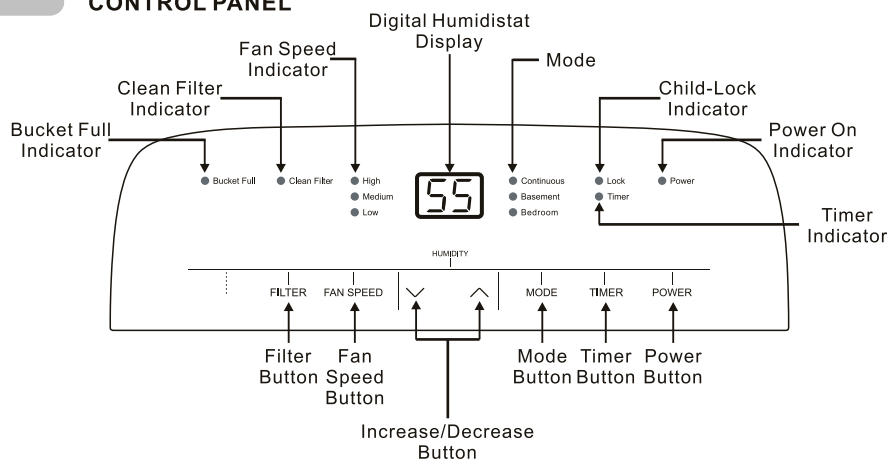 CONTROL PANEL
Digital Humidistat
Display
Fan Speed
Indicator
Mode
Clean Filter
Indicator
Child-Lock
Indicator
Bucket Full
Indicator
Power On
Indicator
Bucket Full
Clean Filter
High
Medium
Low
55
Continuous
Basement
Bedroom
Lock
Timer
Power
Timer
Indicator
HUMIDITY
FILTER
FAN SPEED
MODE
TIMER
POWER
Filter
Button
Fan
Speed
Button
Mode
Button
Timer
Button
Power
Button
Increase/Decrease
Button